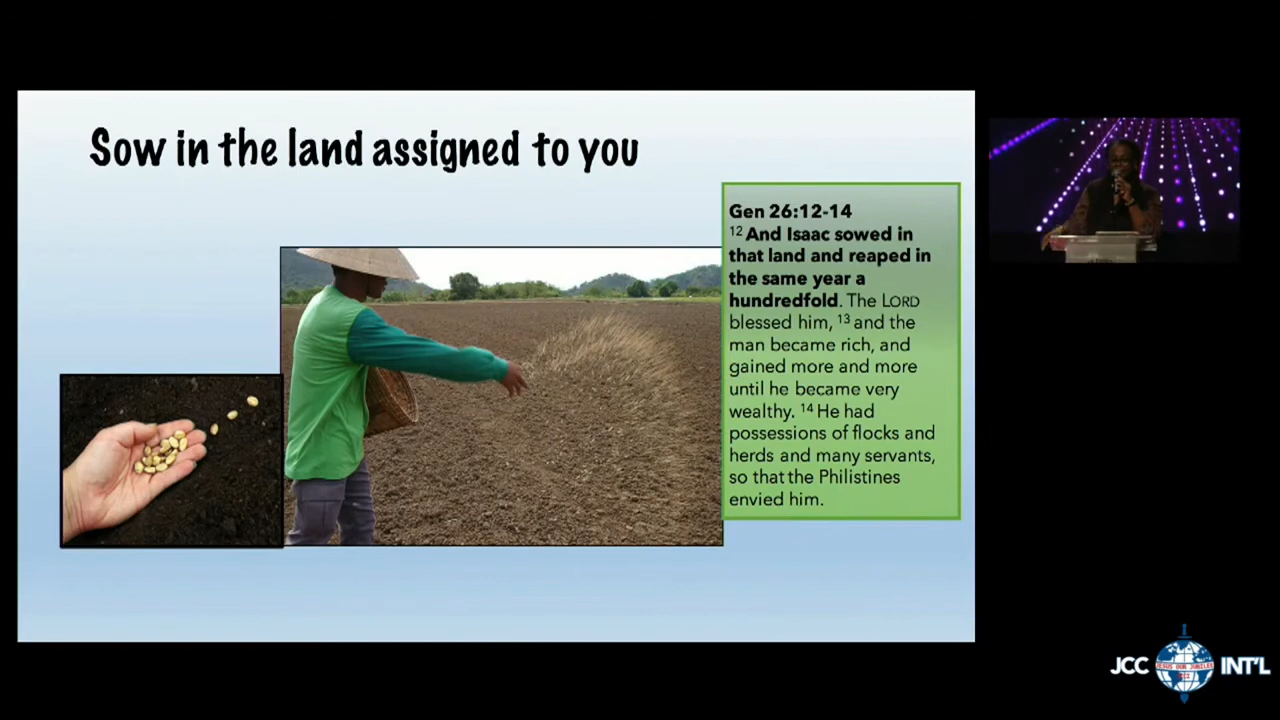 Sow in the land assigned to you
Gen 26:12-14
12 And Isaac sowed in
that land and reaped in
the same year a
hundredfold. The LORD
blessed him, 13 and the
man became rich, and
gained more and more
until he became very
wealthy. 14 He had
possessions of flocks and
herds and many servants,
so that the Philistines
envied him.
JCC
JESUS OUR JUBILEE
INT'L